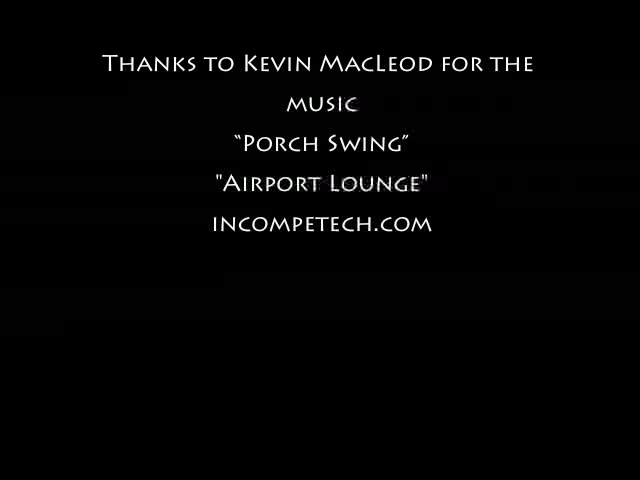 Thanks to Kevin MacLeod for the
music
“Porch Swing”
"Airport Lounge"
incompetech.com